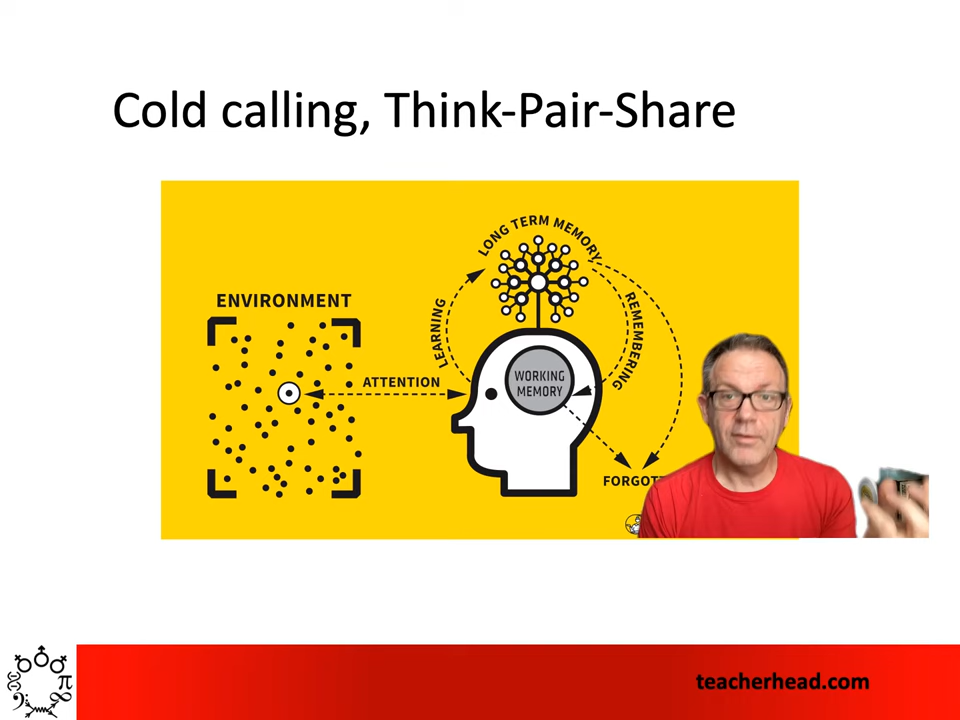 Cold calling, Think-Pair-Share
LONG TERM MEMORY
ENVIRONMENT
LEARNING
REMEMBERING
ATTENTION
WORKING
MEMORY
teacherhead.com